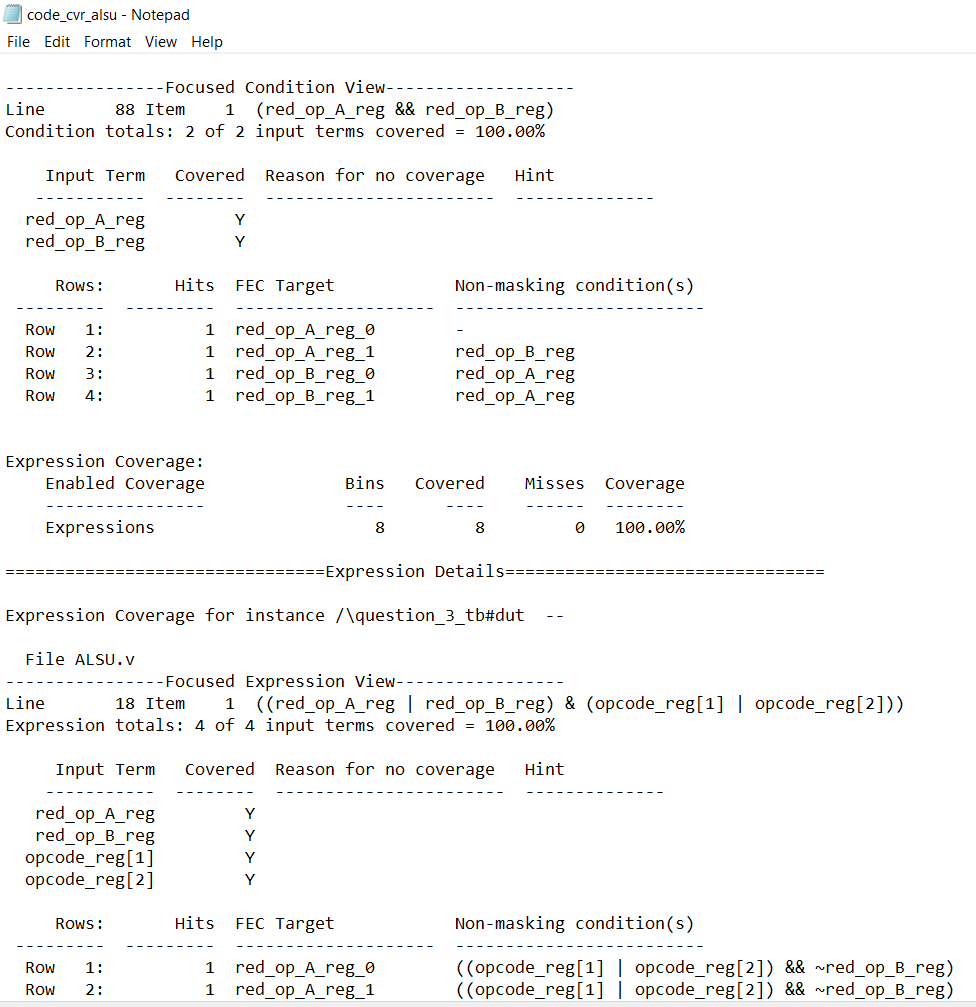 code_cvr_alsu - Notepad
File Edit Format View Help
----------------Focused Condition View-------------------
Line       88 Item    1  (red_op_A_reg && red_op_B_reg)
Condition totals: 2 of 2 input terms covered = 100.00%
    Input Term   Covered  Reason for no coverage   Hint
   -----------  --------  -----------------------  --------------
  red_op_A_reg         Y
  red_op_B_reg         Y
     Rows:       Hits  FEC Target            Non-masking condition(s)
 ---------  ---------  --------------------  -------------------------
  Row   1:          1  red_op_A_reg_0        -
  Row   2:          1  red_op_A_reg_1        red_op_B_reg
  Row   3:          1  red_op_B_reg_0        red_op_A_reg
  Row   4:          1  red_op_B_reg_1        red_op_A_reg
Expression Coverage:
    Enabled Coverage              Bins   Covered    Misses  Coverage
    ----------------              ----      ----    ------  --------
    Expressions                      8         8         0   100.00%
================================Expression Details================================
Expression Coverage for instance /\question_3_tb#dut  --
  File ALSU.v
----------------Focused Expression View-----------------
Line       18 Item    1  ((red_op_A_reg | red_op_B_reg) & (opcode_reg[1] | opcode_reg[2]))
Expression totals: 4 of 4 input terms covered = 100.00%
     Input Term   Covered  Reason for no coverage   Hint
    -----------  --------  -----------------------  --------------
   red_op_A_reg         Y
   red_op_B_reg         Y
  opcode_reg[1]         Y
  opcode_reg[2]         Y
     Rows:       Hits  FEC Target            Non-masking condition(s)
 ---------  ---------  --------------------  -------------------------
  Row   1:          1  red_op_A_reg_0        ((opcode_reg[1] | opcode_reg[2]) && ~red_op_B_reg)
  Row   2:          1  red_op_A_reg_1        ((opcode_reg[1] | opcode_reg[2]) && ~red_op_B_reg)